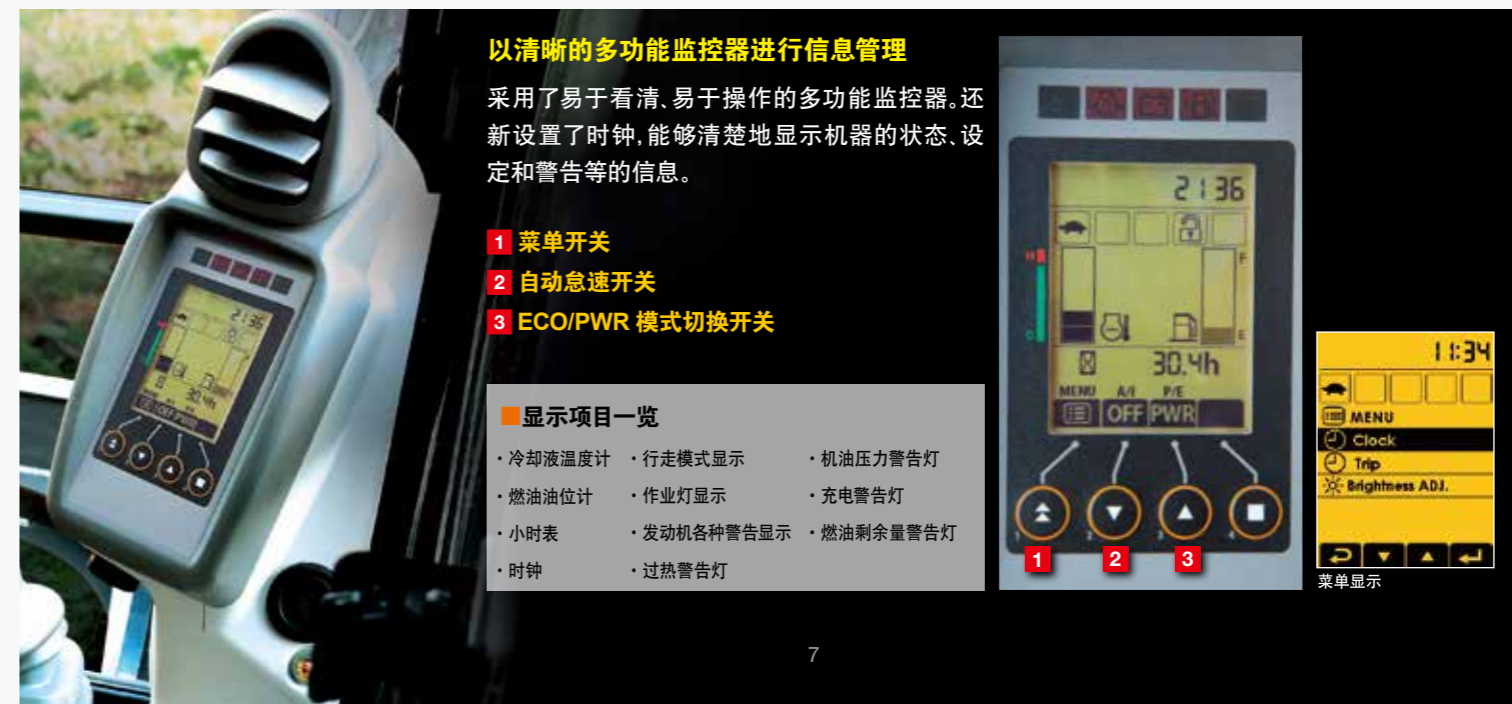 以清晰的多功能监控器进行信息管理
采用了易于看清、易于操作的多功能监控器。还
新设置了时钟，能够清楚地显示机器的状态、设
定和警告等的信息。
1 菜单开关
2 自动怠速开关
3 ECO/PWR 模式切换开关
■显示项目一览
·冷却液温度计 ·行走模式显示 ·机油压力警告灯
·燃油油位计 ·作业灯显示 ·充电警告灯
·小时表 ·发动机各种警告显示 ·燃油剩余量警告灯
·时钟 ·过热警告灯
21:36
H F
C E
30.4h
MENU A/I P/E
OFF PWR
1 2 3 4
1 2 3
11:34
MENU
Clock
Trip
Brightness ADJ.
菜单显示
21:36
30.4h
7